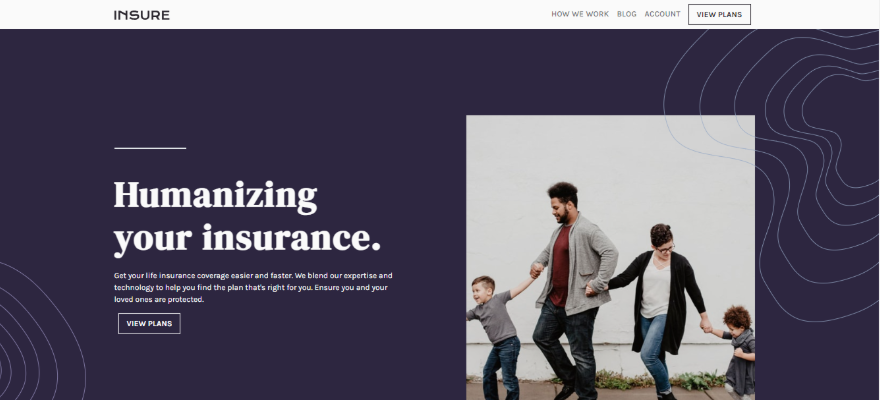 INSURE
HOW WE WORK BLOG ACCOUNT VIEW PLANS
Humanizing
your insurance.
Get your life insurance coverage easier and faster. We blend our expertise and
technology to help you find the plan that's right for you. Ensure you and your
loved ones are protected.
VIEW PLANS